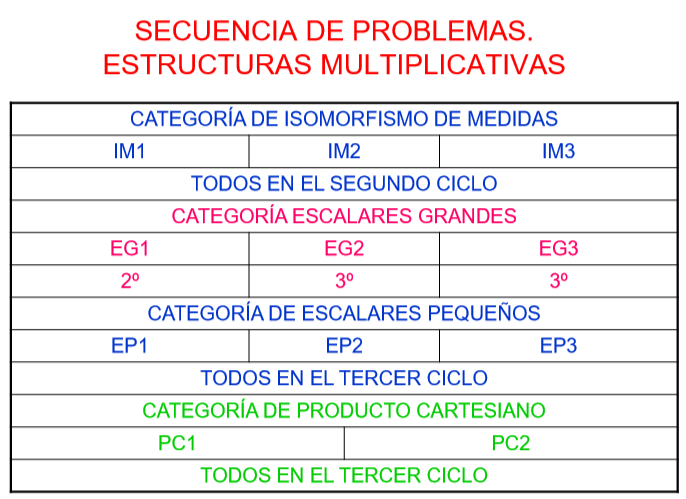 SECUENCIA DE PROBLEMAS.
ESTRUCTURAS MULTIPLICATIVAS
CATEGORÍA DE ISOMORFISMO DE MEDIDAS
IM1 IM2 IM3
TODOS EN EL SEGUNDO CICLO
CATEGORÍA ESCALARES GRANDES
EG1 EG2 EG3
2º 3º 3º
CATEGORÍA DE ESCALARES PEQUEÑOS
EP1 EP2 EP3
TODOS EN EL TERCER CICLO
CATEGORÍA DE PRODUCTO CARTESIANO
PC1 PC2
TODOS EN EL TERCER CICLO